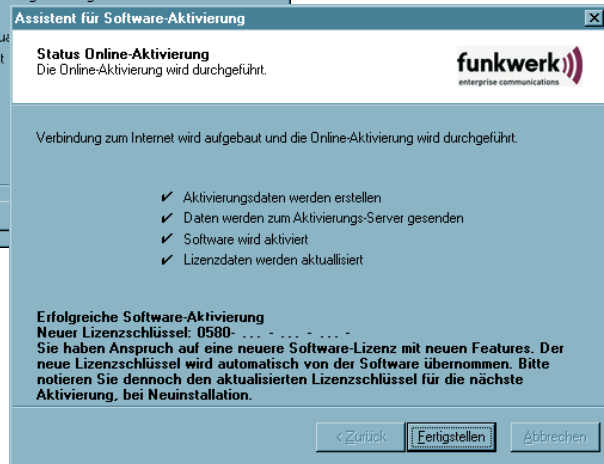 Assistent für Software-Aktivierung
Status Online-Aktivierung
Die Online-Aktivierung wird durchgeführt.
funkwerk
enterprise communications
Verbindung zum Internet wird aufgebaut und die Online-Aktivierung wird durchgeführt.
✔ Aktivierungsdaten werden erstellen
✔ Daten werden zum Aktivierungs-Server gesenden
✔ Software wird aktiviert
✔ Lizenzdaten werden aktuallisiert
Erfolgreiche Software-Aktivierung
Neuer Lizenzschlüssel: 0580- ... - ... - ... -
Sie haben Anspruch auf eine neuere Software-Lizenz mit neuen Features. Der
neue Lizenzschlüssel wird automatisch von der Software übernommen. Bitte
notieren Sie dennoch den aktualisierten Lizenzschlüssel für die nächste
Aktivierung, bei Neuinstallation.
< Zurück Fertigstellen Abbrechen